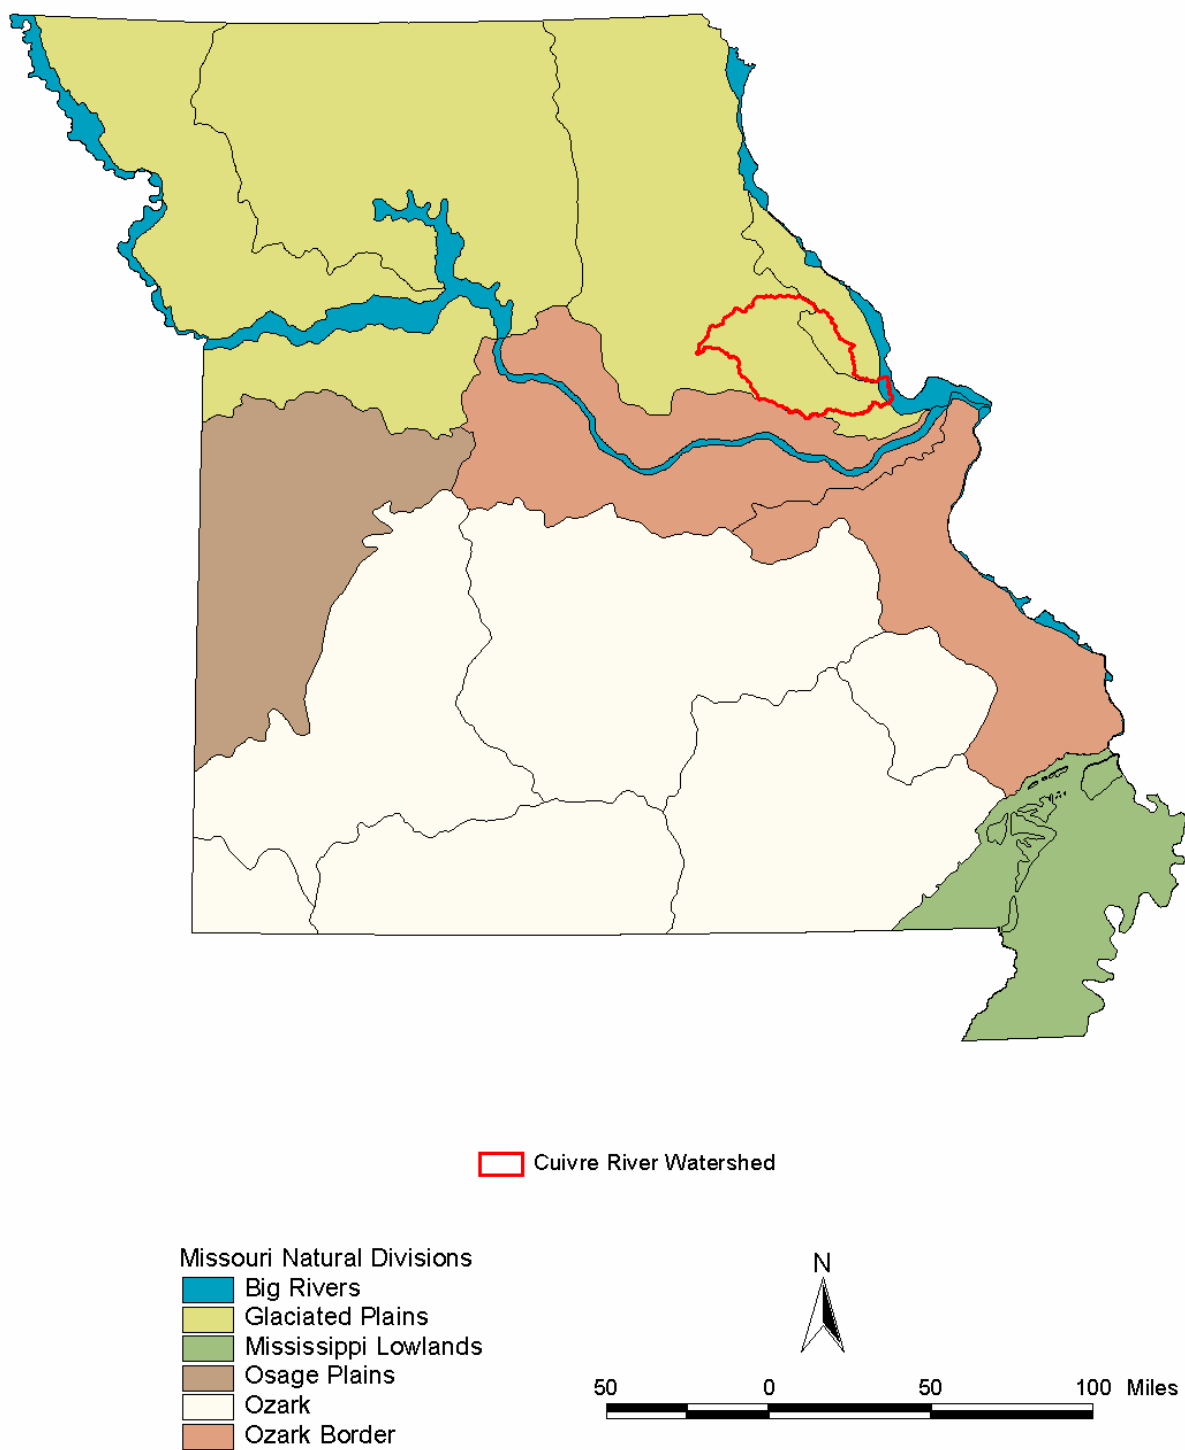 Cuivre River Watershed
Missouri Natural Divisions
Big Rivers
Glaciated Plains
Mississippi Lowlands
Osage Plains
Ozark
Ozark Border
N
50 0 50 100 Miles